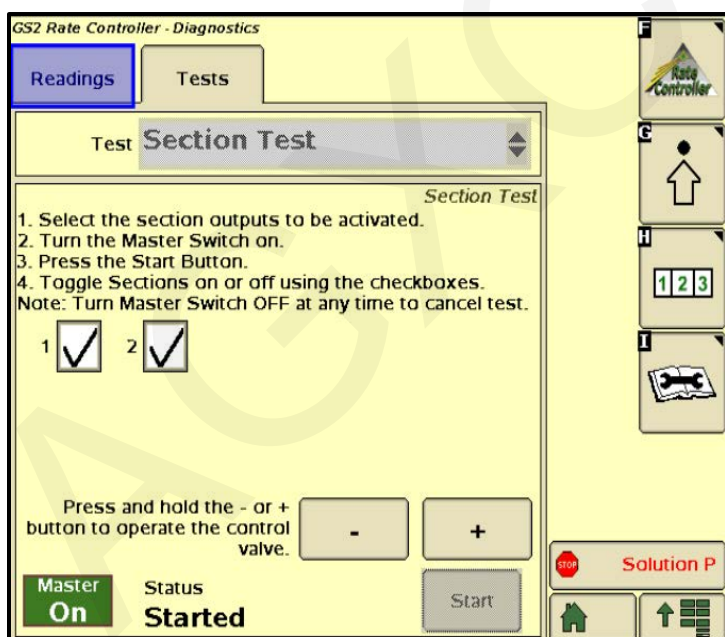 GS2 Rate Controller - Diagnostics
Readings
Tests
Test
Section Test
Section Test
1. Select the section outputs to be activated.
2. Turn the Master Switch on.
3. Press the Start Button.
4. Toggle Sections on or off using the checkboxes.
Note: Turn Master Switch OFF at any time to cancel test.
1
2
Press and hold the - or +
button to operate the control
valve.
-
+
Master
On
Status
Started
Start
F
Rate
Controller
G
H
1 2 3
I
STOP
Solution P